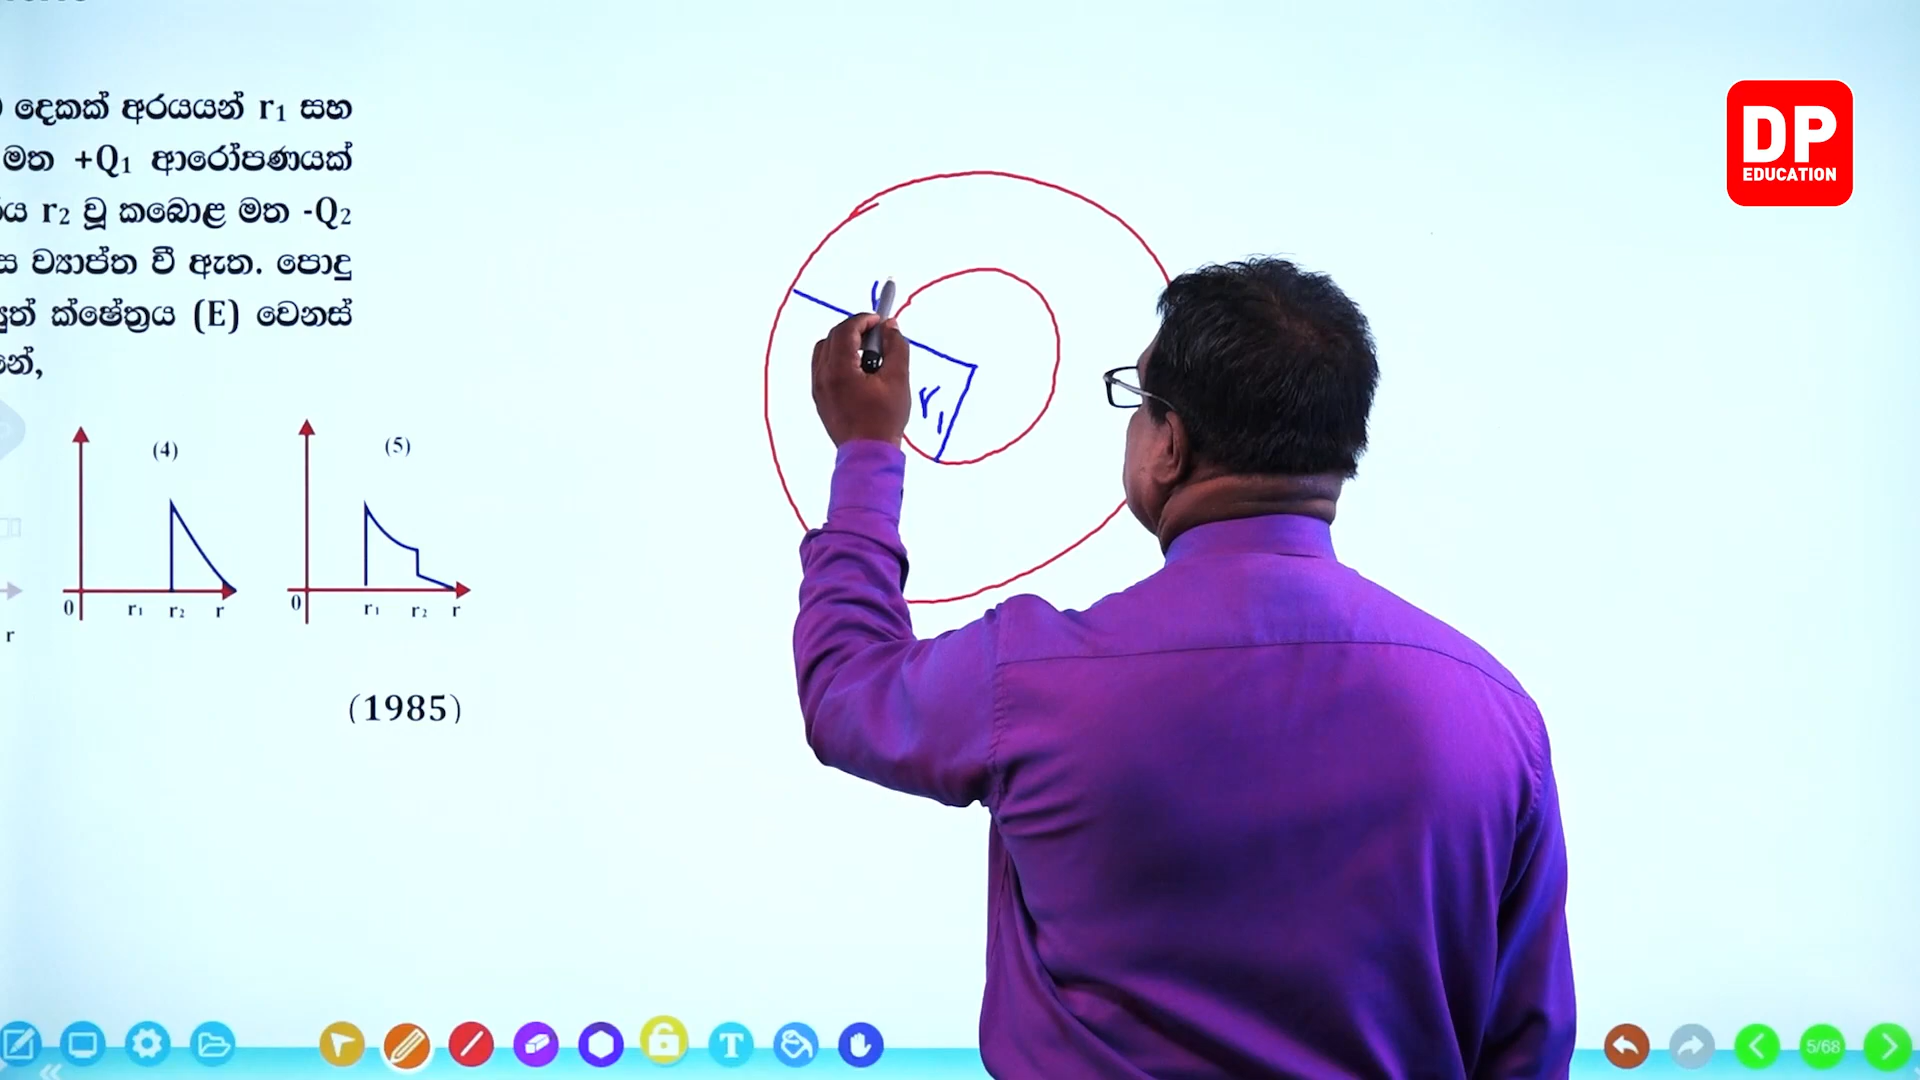 දෙකක් අරයයන් r₁ සහ
මත +Q₁ ආරෝපණයක්
r₂ වූ කබොළ මත -Q₂
ව්‍යාප්ත වී ඇත. පොදු
ක්ෂේත්‍රය (E) වෙනස්
(4)
(5)
0 r₁ r₂ r
0 r₁ r₂ r
r
(1985)
r₁
DP
EDUCATION
T
5/68